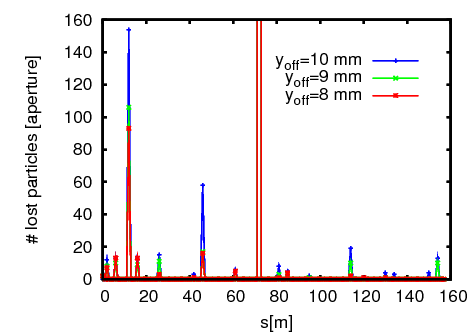 160
140
120
100
80
60
40
20
0
# lost particles [aperture]
y_off=10 mm
y_off=9 mm
y_off=8 mm
0 20 40 60 80 100 120 140 160
s[m]